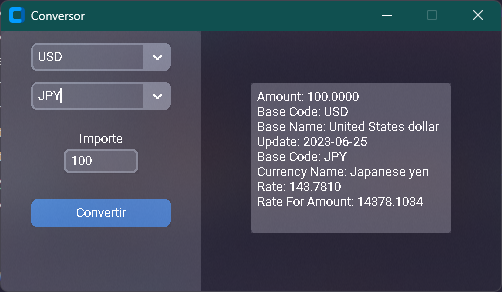 Conversor
USD
JPY
Importe
100
Convertir
Amount: 100.0000
Base Code: USD
Base Name: United States dollar
Update: 2023-06-25
Base Code: JPY
Currency Name: Japanese yen
Rate: 143.7810
Rate For Amount: 14378.1034